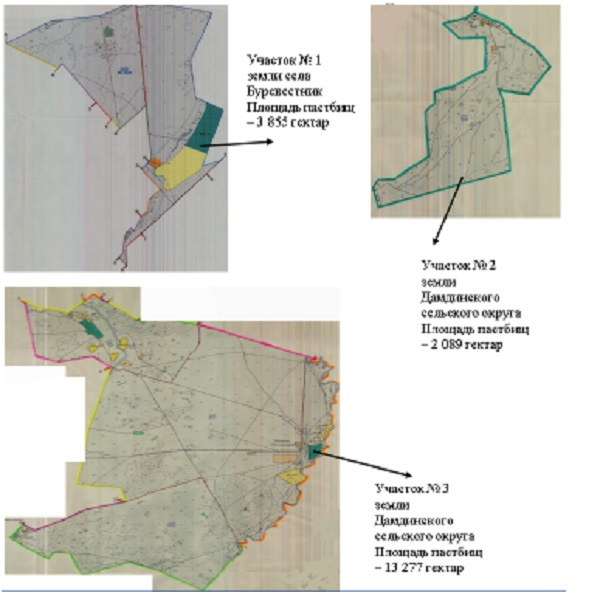 Участок № 1
земли села
Буревестник
Площадь пастбищ
– 3 855 гектар
Участок № 2
земли
Дамдинского
сельского округа
Площадь пастбищ
– 2 089 гектар
Участок № 3
земли
Дамдинского
сельского округа
Площадь пастбищ
– 13 277 гектар